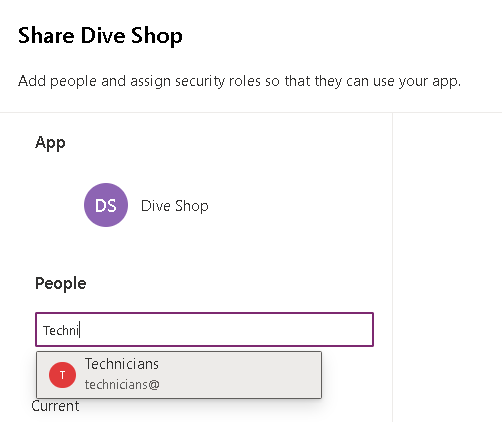 Share Dive Shop
Add people and assign security roles so that they can use your app.
App
DS
Dive Shop
People
Techni
T
Technicians
technicians@
Current